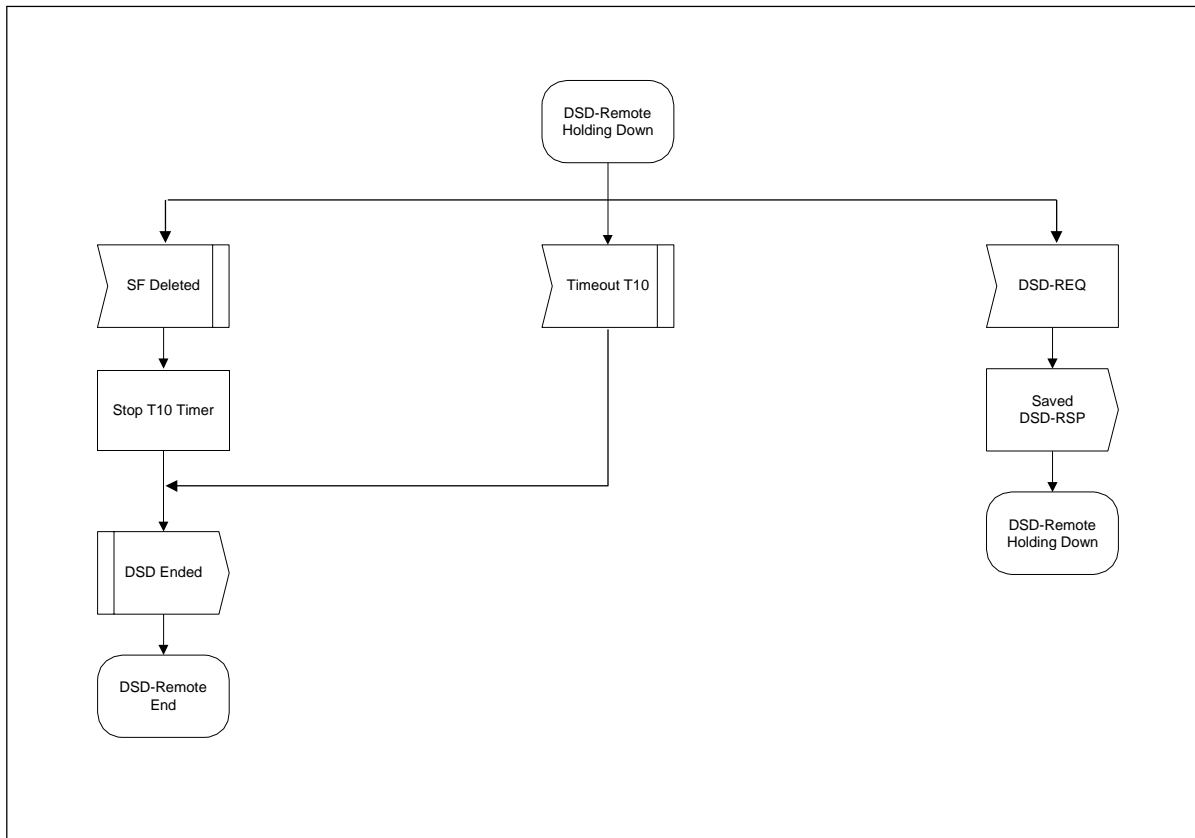 DSD-Remote
Holding Down
SF Deleted
Timeout T10
DSD-REQ
Stop T10 Timer
Saved
DSD-RSP
DSD-Remote
Holding Down
DSD Ended
DSD-Remote
End